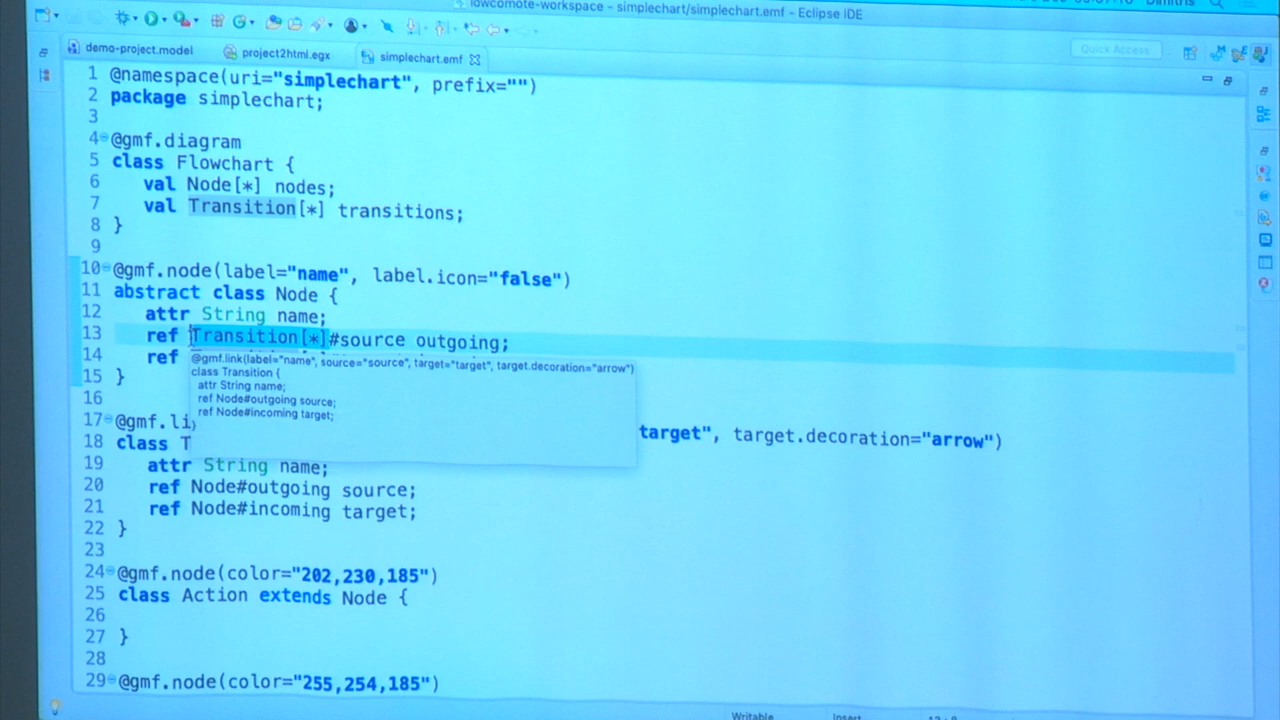 lowcomote-workspace - simplechart/simplechart.emf - Eclipse IDE
Quick Access
demo-project.model
project2html.egx
simplechart.emf
1 @namespace(uri="simplechart", prefix="")
2 package simplechart;
3
4 @gmf.diagram
5 class Flowchart {
6 val Node[*] nodes;
7 val Transition[*] transitions;
8 }
9
10 @gmf.node(label="name", label.icon="false")
11 abstract class Node {
12 attr String name;
13 ref Transition[*]#source outgoing;
14 ref
@gmf.link(label="name", source="source", target="target", target.decoration="arrow")
class Transition {
attr String name;
ref Node#outgoing source;
ref Node#incoming target;
15 }
16
17 @gmf.li target", target.decoration="arrow")
18 class T
19 attr String name;
20 ref Node#outgoing source;
21 ref Node#incoming target;
22 }
23
24 @gmf.node(color="202,230,185")
25 class Action extends Node {
26
27 }
28
29 @gmf.node(color="255,254,185")
Writable
Insert